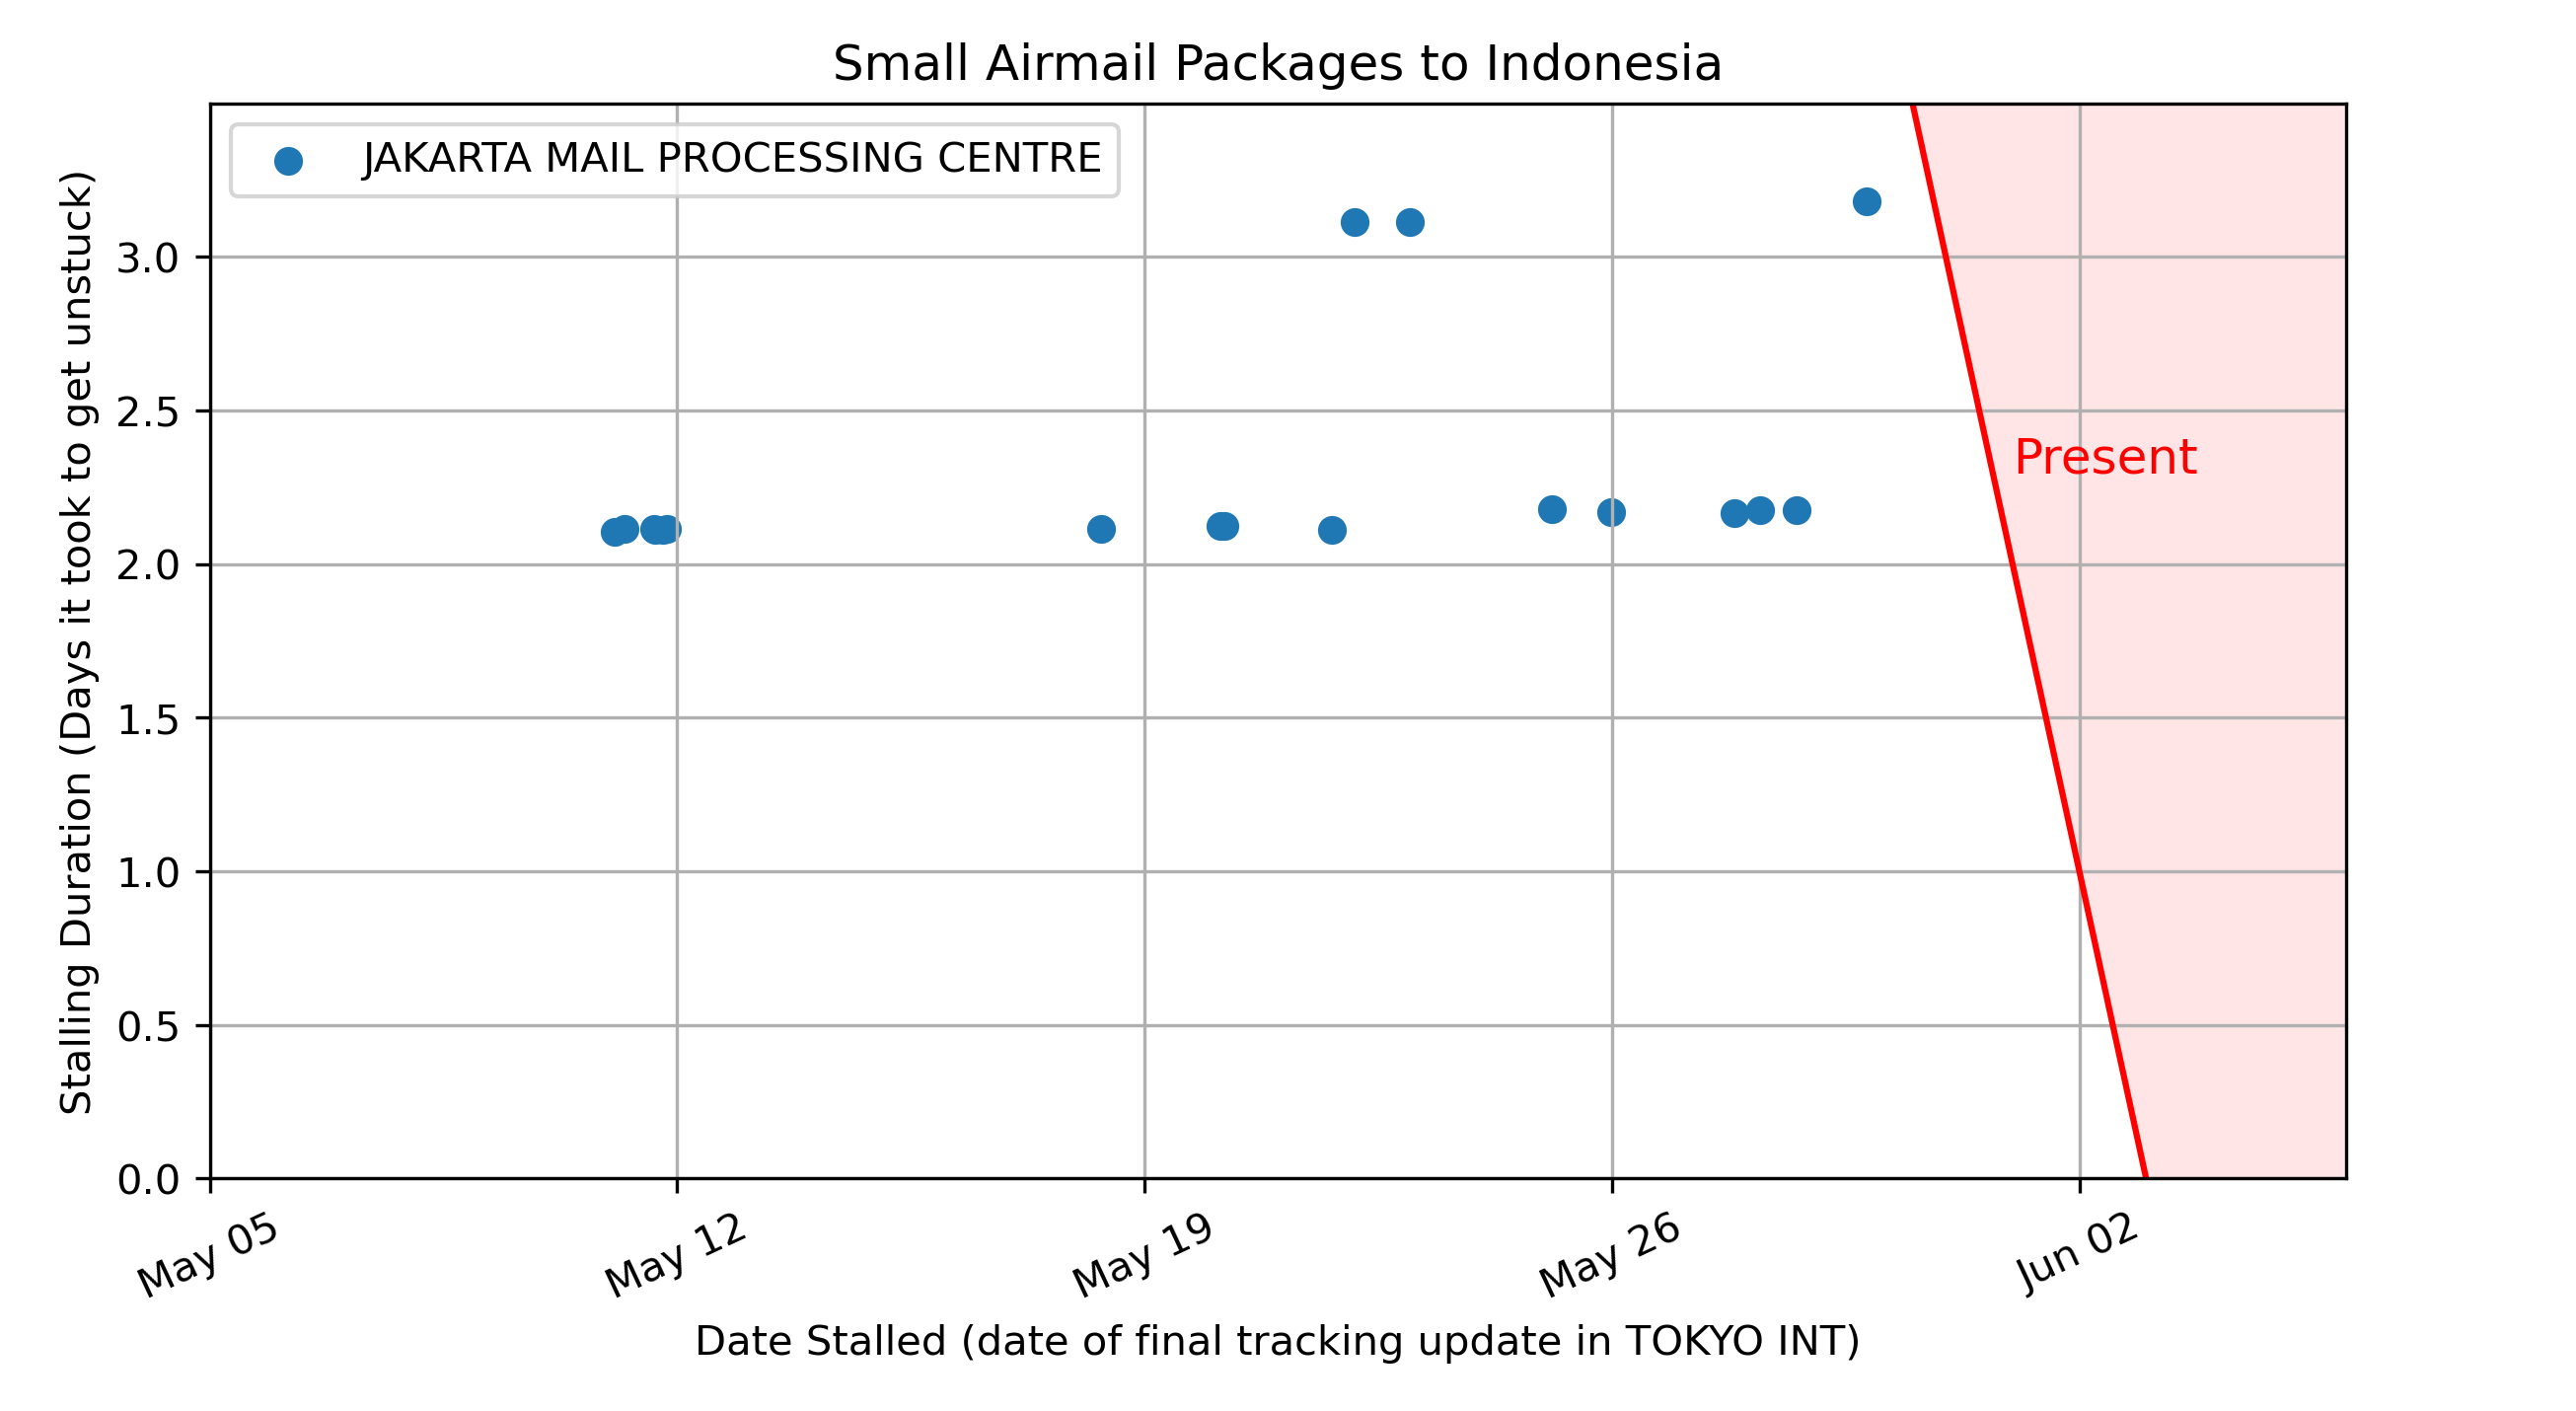 Small Airmail Packages to Indonesia
JAKARTA MAIL PROCESSING CENTRE
Stalling Duration (Days it took to get unstuck)
3.0
2.5
2.0
1.5
1.0
0.5
0.0
Present
May 05
May 12
May 19
May 26
Jun 02
Date Stalled (date of final tracking update in TOKYO INT)